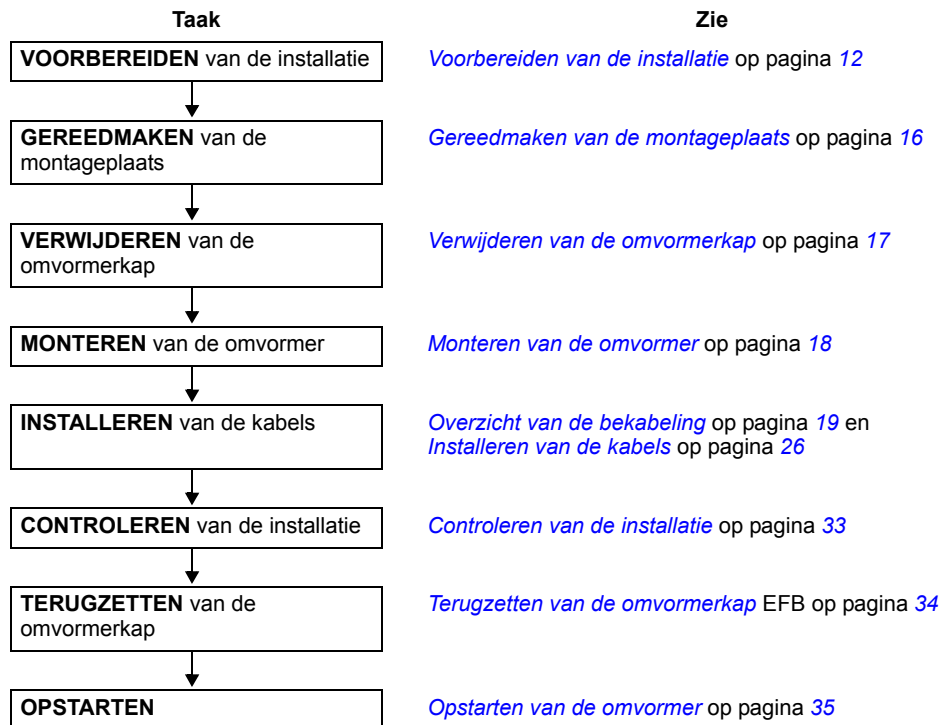 Taak Zie
VOORBEREIDEN van de installatie Voorbereiden van de installatie op pagina 12
GEREEDMAKEN van de Gereedmaken van de montageplaats op pagina 16
montageplaats
VERWIJDEREN van de Verwijderen van de omvormerkap op pagina 17
omvormerkap
MONTEREN van de omvormer Monteren van de omvormer op pagina 18
INSTALLEREN van de kabels Overzicht van de bekabeling op pagina 19 en
Installeren van de kabels op pagina 26
CONTROLEREN van de installatie Controleren van de installatie op pagina 33
TERUGZETTEN van de Terugzetten van de omvormerkap EFB op pagina 34
omvormerkap
OPSTARTEN Opstarten van de omvormer op pagina 35